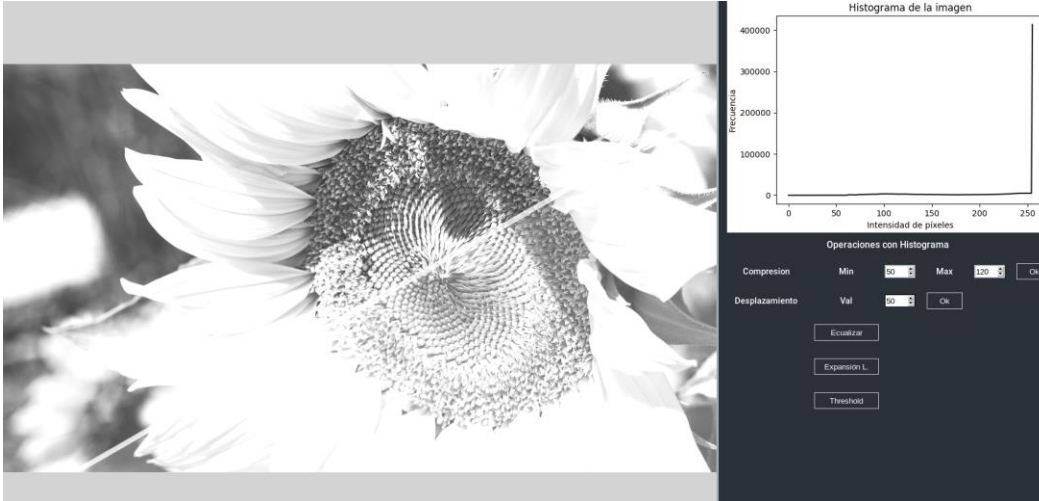 Histograma de la imagen
400000
300000
200000
100000
0
Frecuencia
0 50 100 150 200 250
Intensidad de píxeles
Operaciones con Histograma
Compresion Min 50 Max 120 Ok
Desplazamiento Val 50 Ok
Ecualizar
Expansión L.
Threshold